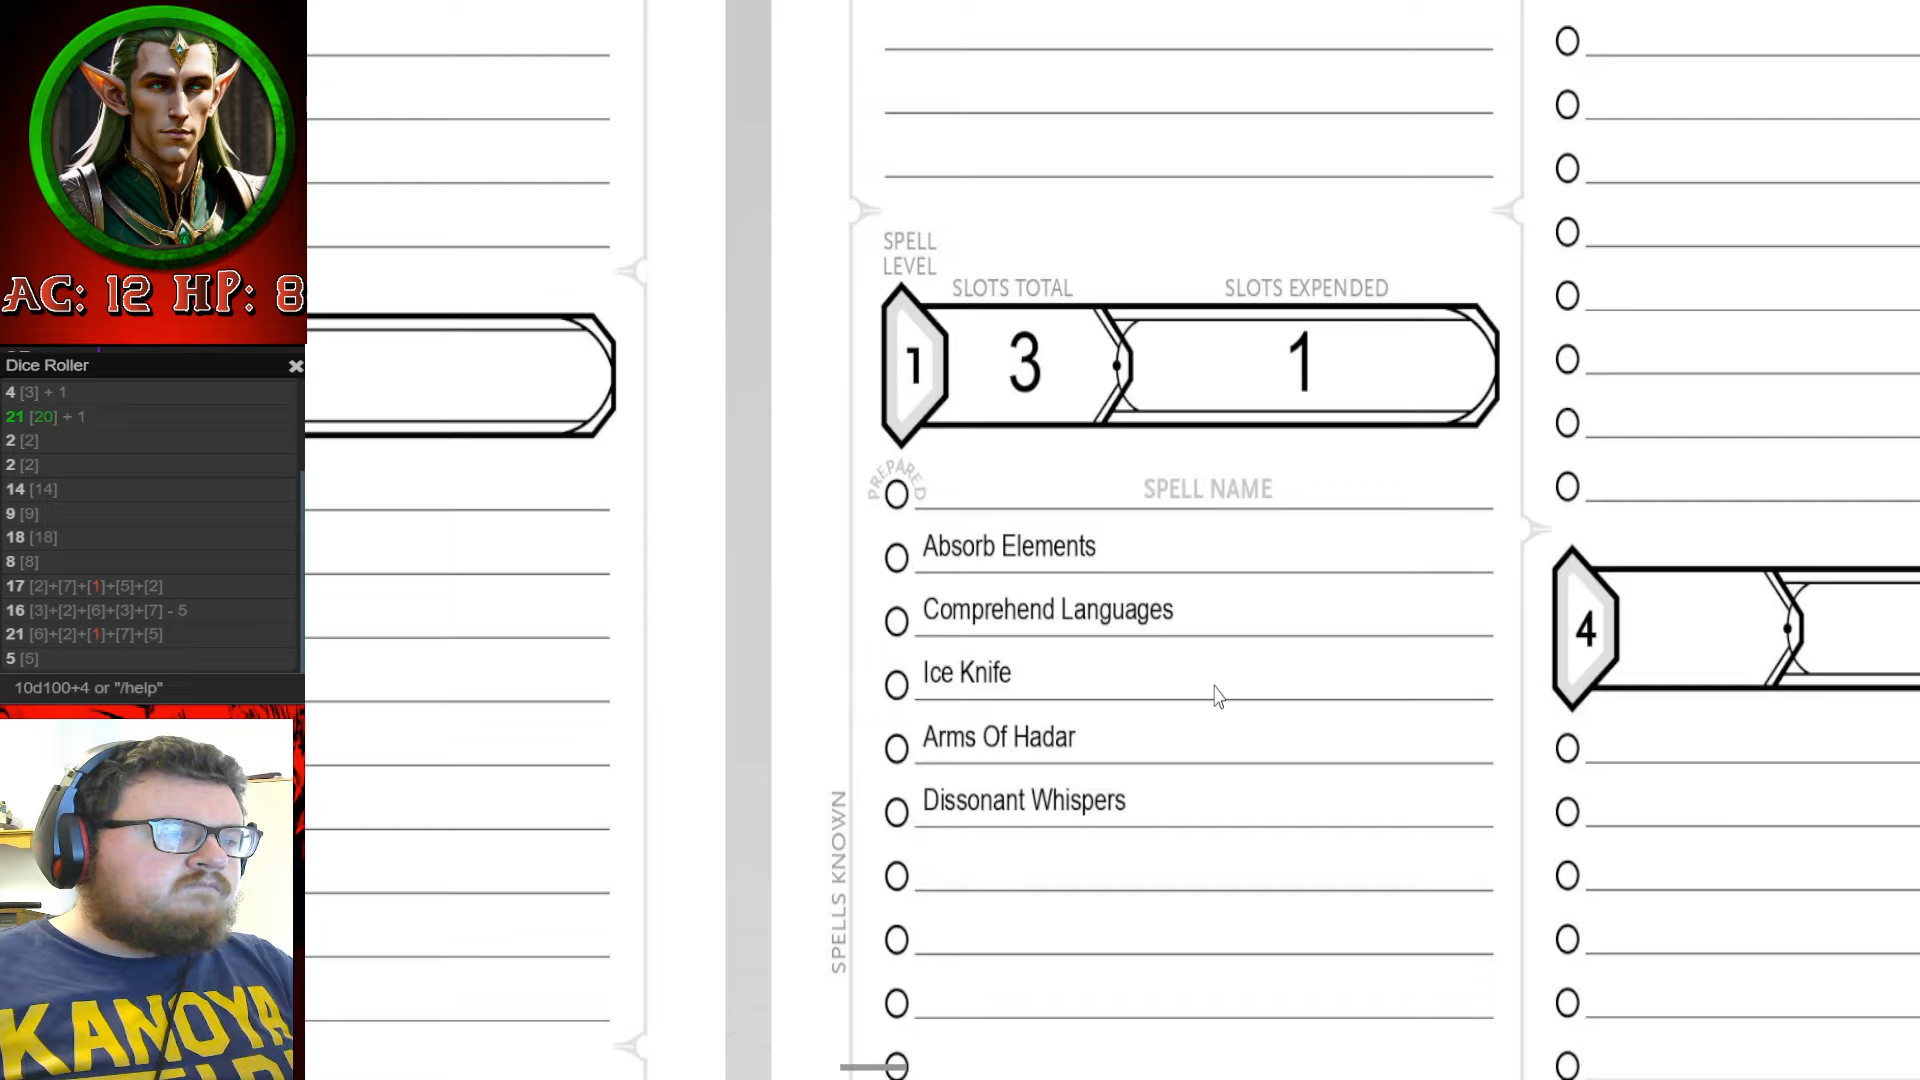 AC: 12 HP: 8
Dice Roller
4 [3] + 1
21 [20] + 1
2 [2]
2 [2]
14 [14]
9 [9]
18 [18]
8 [8]
17 [2]+[7]+[1]+[5]+[2]
16 [3]+[2]+[6]+[3]+[7] - 5
21 [6]+[2]+[1]+[7]+[5]
5 [5]
10d100+4 or "/help"
KANOYA
SPELL
LEVEL
SLOTS TOTAL
SLOTS EXPENDED
1
3
1
PREPARED
SPELL NAME
Absorb Elements
Comprehend Languages
Ice Knife
Arms Of Hadar
Dissonant Whispers
SPELLS KNOWN
4